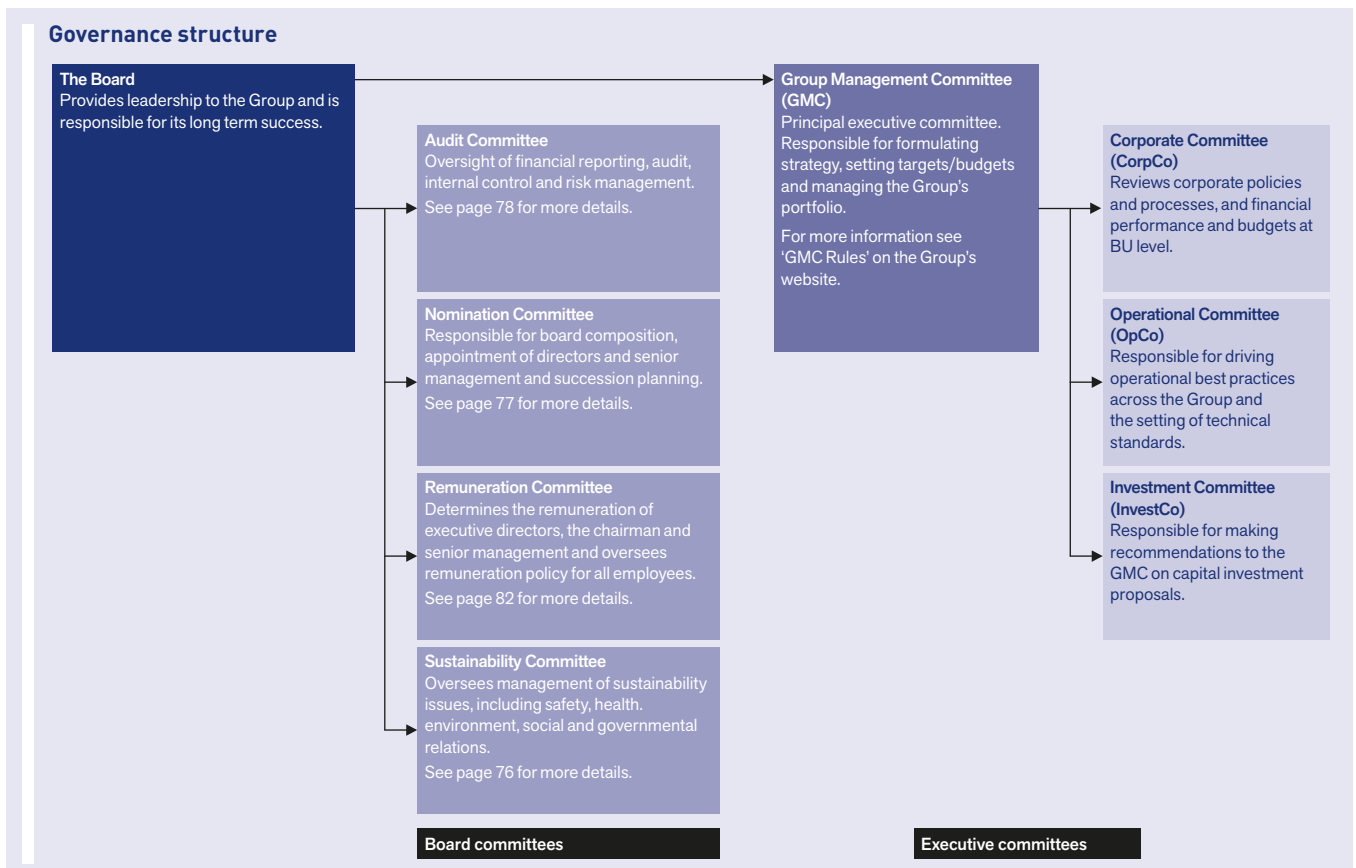 Governance structure
The Board
Provides leadership to the Group and is
responsible for its long term success.
Audit Committee
Oversight of financial reporting, audit,
internal control and risk management.
See page 78 for more details.
Nomination Committee
Responsible for board composition,
appointment of directors and senior
management and succession planning.
See page 77 for more details.
Remuneration Committee
Determines the remuneration of
executive directors, the chairman and
senior management and oversees
remuneration policy for all employees.
See page 82 for more details.
Sustainability Committee
Oversees management of sustainability
issues, including safety, health.
environment, social and governmental
relations.
See page 76 for more details.
Board committees
Group Management Committee
(GMC)
Principal executive committee.
Responsible for formulating
strategy, setting targets/budgets
and managing the Group's
portfolio.
For more information see
'GMC Rules' on the Group's
website.
Corporate Committee
(CorpCo)
Reviews corporate policies
and processes, and financial
performance and budgets at
BU level.
Operational Committee
(OpCo)
Responsible for driving
operational best practices
across the Group and
the setting of technical
standards.
Investment Committee
(InvestCo)
Responsible for making
recommendations to the
GMC on capital investment
proposals.
Executive committees